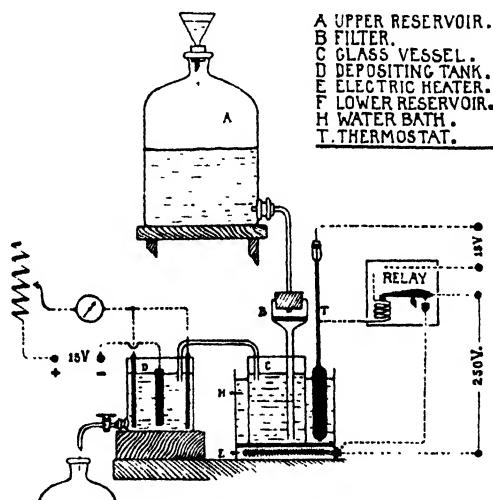 A UPPER RESERVOIR.
B FILTER.
C GLASS VESSEL.
D DEPOSITING TANK.
E ELECTRIC HEATER.
F LOWER RESERVOIR.
H WATER BATH.
T. THERMOSTAT.
A
15V
RELAY
B
T
250V.
15V
+ -
D
C
H
E